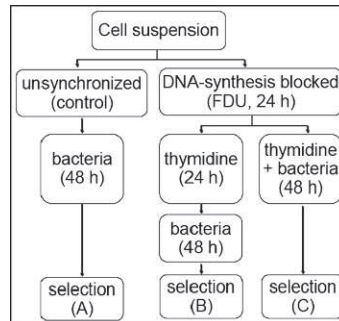 Cell suspension
unsynchronized
(control)
DNA-synthesis blocked
(FDU, 24 h)
bacteria
(48 h)
thymidine
(24 h)
thymidine
+ bacteria
(48 h)
bacteria
(48 h)
selection
(A)
selection
(B)
selection
(C)